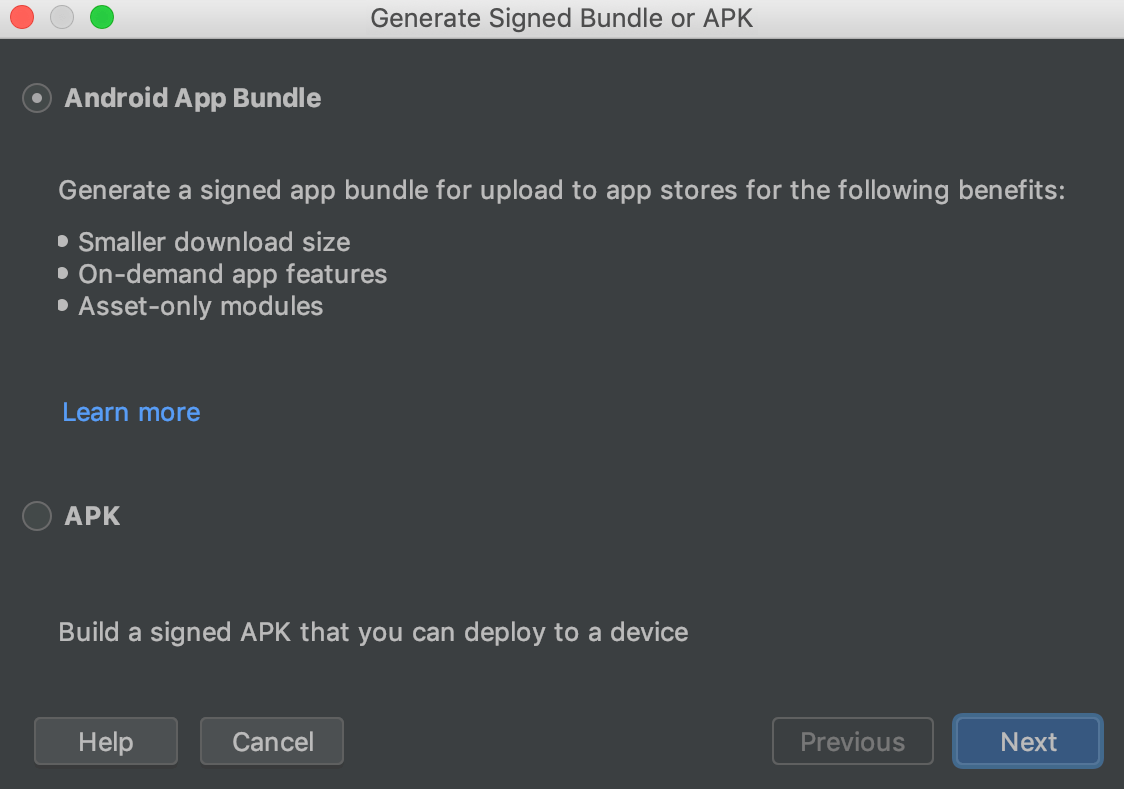 Generate Signed Bundle or APK
Android App Bundle
Generate a signed app bundle for upload to app stores for the following benefits:
Smaller download size
On-demand app features
Asset-only modules
Learn more
APK
Build a signed APK that you can deploy to a device
Help Cancel Previous Next